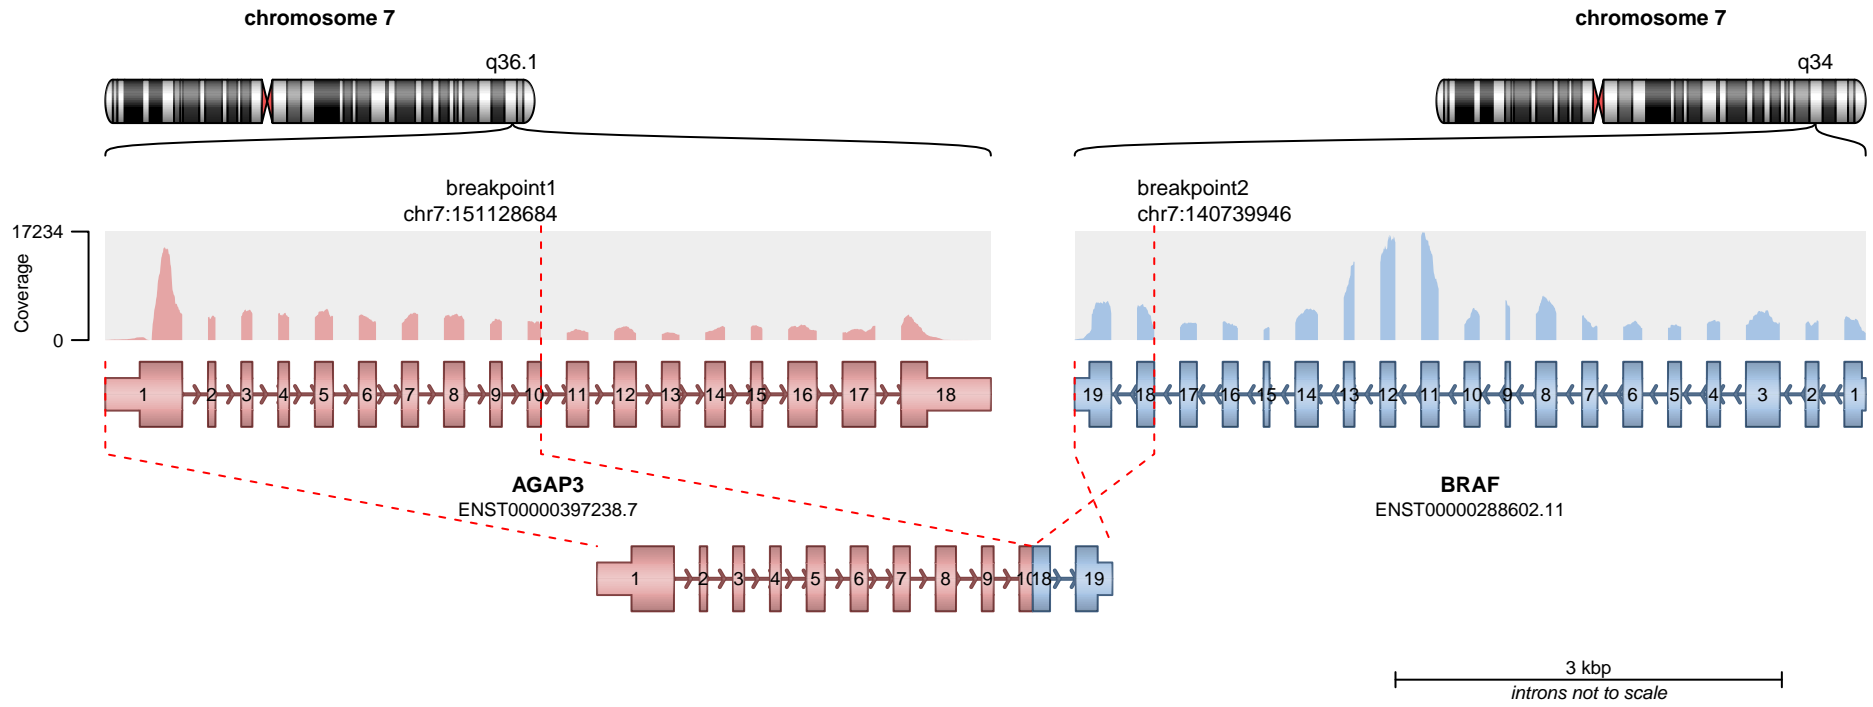 chromosome 7
chromosome 7
q36.1
q34
breakpoint1
chr7:151128684
breakpoint2
chr7:140739946
17234
0
Coverage
1 2 3 4 5 6 7 8 9 10 11 12 13 14 15 16 17 18
19 18 17 16 15 14 13 12 11 10 9 8 7 6 5 4 3 2 1
AGAP3
ENST00000397238.7
BRAF
ENST00000288602.11
1 2 3 4 5 6 7 8 9 10 18 19
3 kbp
introns not to scale